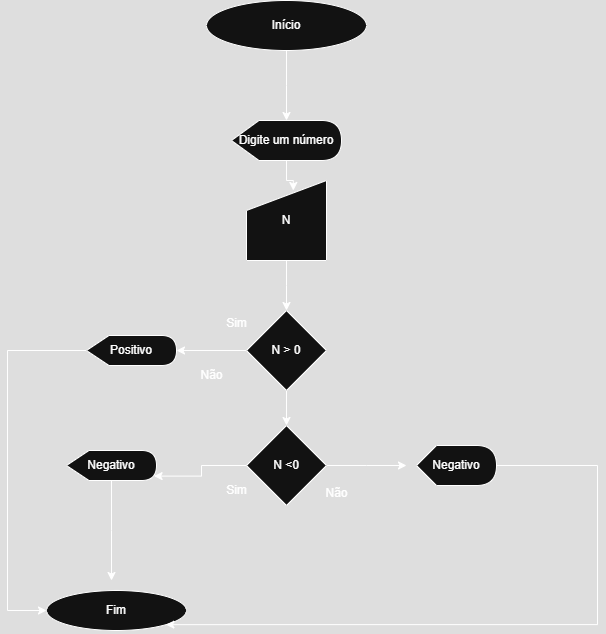 Início
Digite um número
N
Sim
N > 0
Positivo
Não
Negativo
N <0
Negativo
Sim
Não
Fim